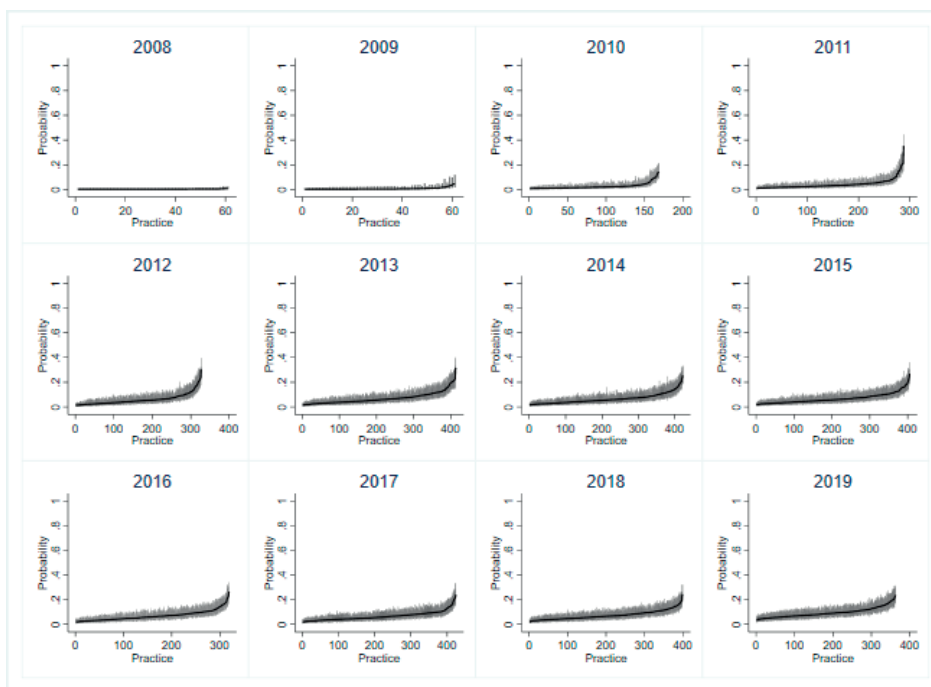 2008 2009 2010 2011
Probability 0 .2 .4 .6 .8 1 Probability 0 .2 .4 .6 .8 1 Probability 0 .2 .4 .6 .8 1 Probability 0 .2 .4 .6 .8 1
0 20 40 60 0 20 40 60 0 50 100 150 200 0 100 200 300
Practice Practice Practice Practice
2012 2013 2014 2015
Probability 0 .2 .4 .6 .8 1 Probability 0 .2 .4 .6 .8 1 Probability 0 .2 .4 .6 .8 1 Probability 0 .2 .4 .6 .8 1
0 100 200 300 400 0 100 200 300 400 0 100 200 300 400 0 100 200 300 400
Practice Practice Practice Practice
2016 2017 2018 2019
Probability 0 .2 .4 .6 .8 1 Probability 0 .2 .4 .6 .8 1 Probability 0 .2 .4 .6 .8 1 Probability 0 .2 .4 .6 .8 1
0 100 200 300 0 100 200 300 400 0 100 200 300 400 0 100 200 300 400
Practice Practice Practice Practice